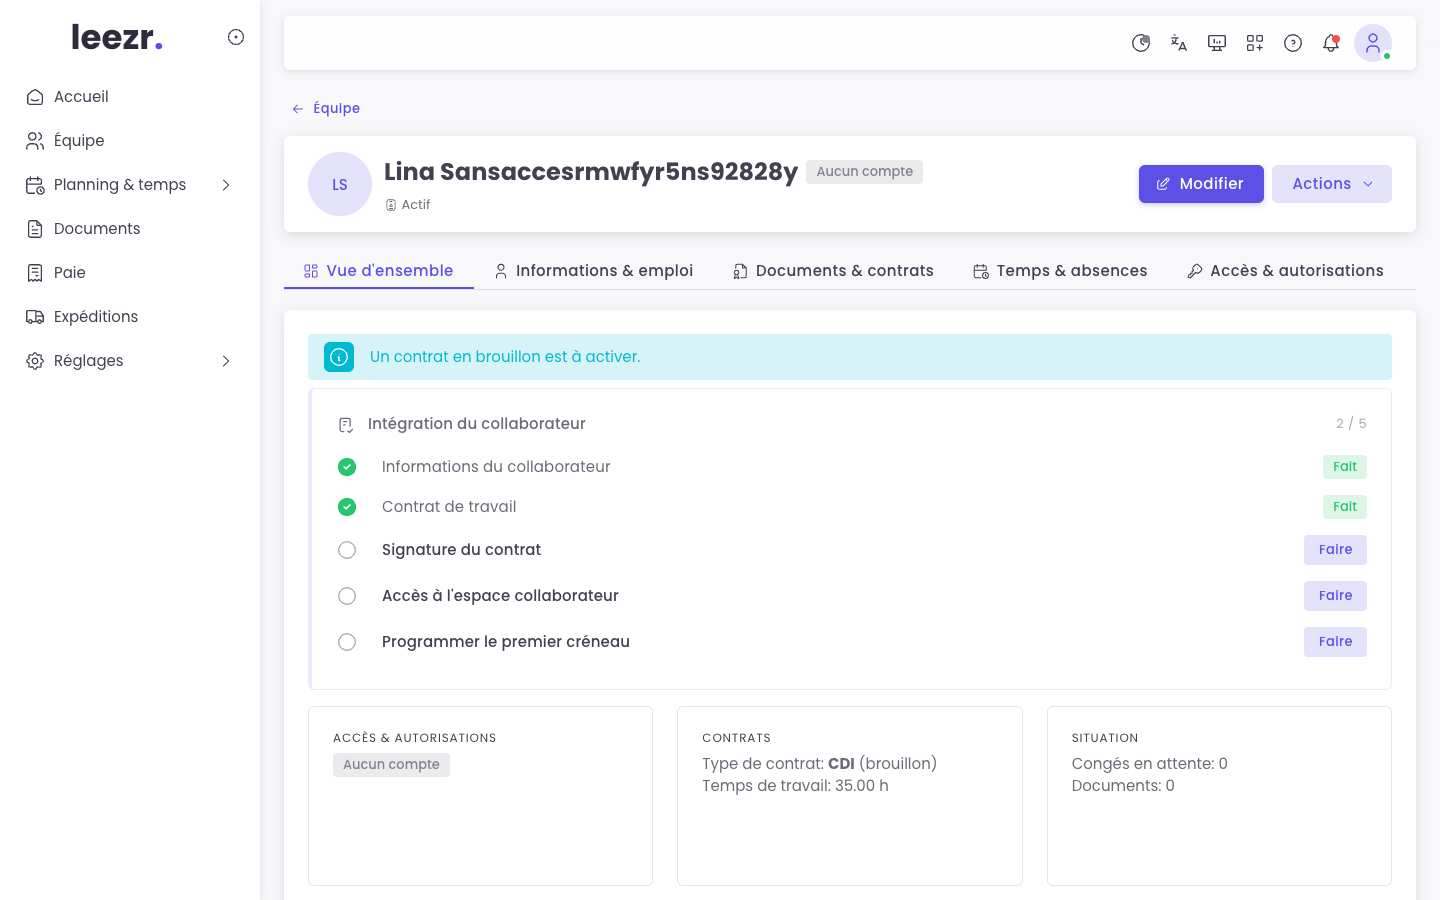 leezr.
Accueil
Équipe
Planning & temps
Documents
Paie
Expéditions
Réglages
Équipe
LS
Lina Sansaccesrmwfyr5ns92828y
Aucun compte
Actif
Modifier
Actions
Vue d'ensemble
Informations & emploi
Documents & contrats
Temps & absences
Accès & autorisations
Un contrat en brouillon est à activer.
Intégration du collaborateur
2 / 5
Informations du collaborateur
Fait
Contrat de travail
Fait
Signature du contrat
Faire
Accès à l'espace collaborateur
Faire
Programmer le premier créneau
Faire
ACCÈS & AUTORISATIONS
Aucun compte
CONTRATS
Type de contrat: CDI (brouillon)
Temps de travail: 35.00 h
SITUATION
Congés en attente: 0
Documents: 0